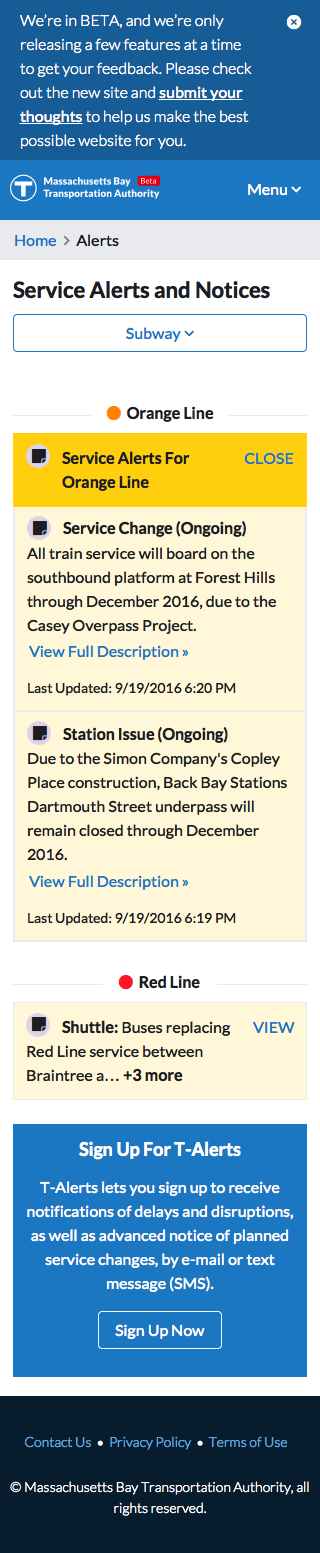 We're in BETA, and we're only
releasing a few features at a time
to get your feedback. Please check
out the new site and submit your
thoughts to help us make the best
possible website for you.
T Massachusetts Bay Beta
Transportation Authority
Menu
Home > Alerts
Service Alerts and Notices
Subway
Orange Line
Service Alerts For CLOSE
Orange Line
Service Change (Ongoing)
All train service will board on the
southbound platform at Forest Hills
through December 2016, due to the
Casey Overpass Project.
View Full Description »
Last Updated: 9/19/2016 6:20 PM
Station Issue (Ongoing)
Due to the Simon Company's Copley
Place construction, Back Bay Stations
Dartmouth Street underpass will
remain closed through December
2016.
View Full Description »
Last Updated: 9/19/2016 6:19 PM
Red Line
Shuttle: Buses replacing VIEW
Red Line service between
Braintree a… +3 more
Sign Up For T-Alerts
T-Alerts lets you sign up to receive
notifications of delays and disruptions,
as well as advanced notice of planned
service changes, by e-mail or text
message (SMS).
Sign Up Now
Contact Us • Privacy Policy • Terms of Use
© Massachusetts Bay Transportation Authority, all
rights reserved.